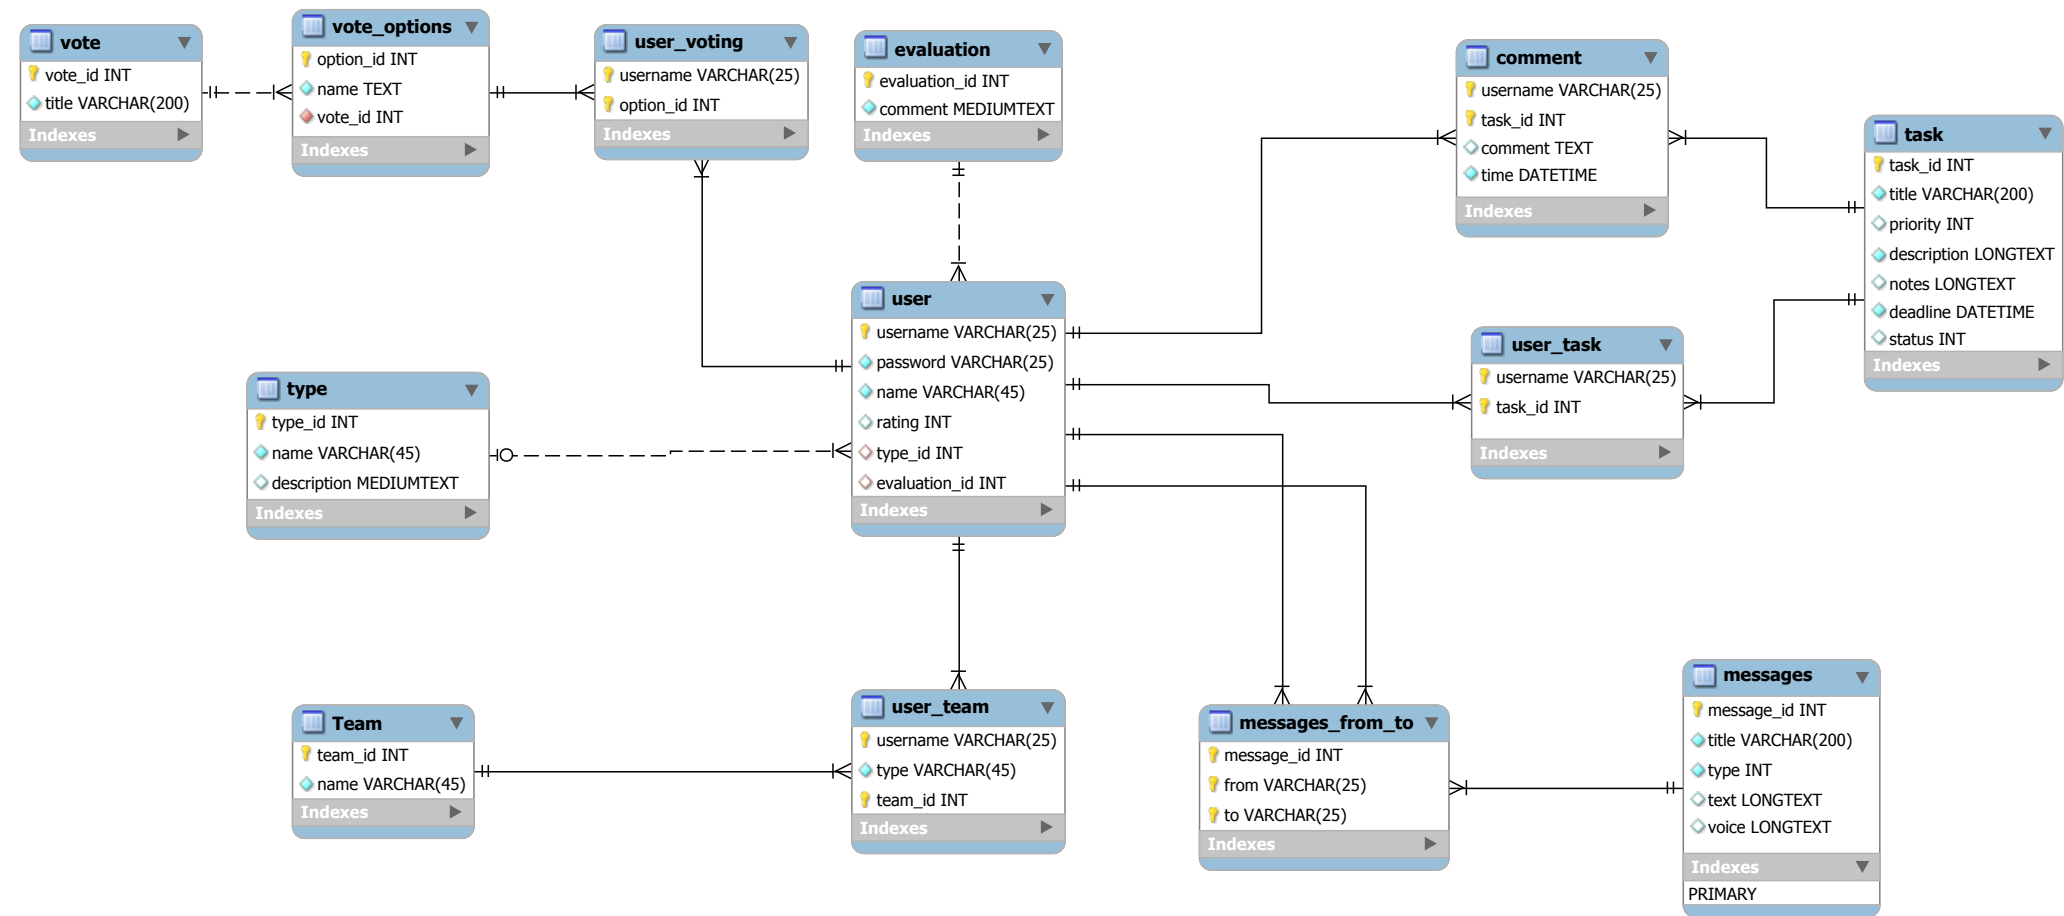 vote
vote_id INT
title VARCHAR(200)
Indexes
vote_options
option_id INT
name TEXT
vote_id INT
Indexes
user_voting
username VARCHAR(25)
option_id INT
Indexes
evaluation
evaluation_id INT
comment MEDIUMTEXT
Indexes
comment
username VARCHAR(25)
task_id INT
comment TEXT
time DATETIME
Indexes
task
task_id INT
title VARCHAR(200)
priority INT
description LONGTEXT
notes LONGTEXT
deadline DATETIME
status INT
Indexes
user
username VARCHAR(25)
password VARCHAR(25)
name VARCHAR(45)
rating INT
type_id INT
evaluation_id INT
Indexes
user_task
username VARCHAR(25)
task_id INT
Indexes
type
type_id INT
name VARCHAR(45)
description MEDIUMTEXT
Indexes
Team
team_id INT
name VARCHAR(45)
Indexes
user_team
username VARCHAR(25)
type VARCHAR(45)
team_id INT
Indexes
messages_from_to
message_id INT
from VARCHAR(25)
to VARCHAR(25)
Indexes
messages
message_id INT
title VARCHAR(200)
type INT
text LONGTEXT
voice LONGTEXT
Indexes
PRIMARY